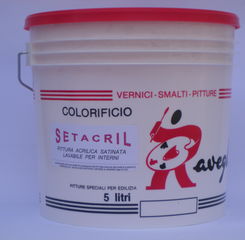 VERNICI-SMALTI-PITTURE
COLORIFICIO
SETACRIL
PITTURA ACRILICA SATINATA
LAVABILE PER INTERNI
PITTURE SPECIALI PER EDILIZIA
5 litri